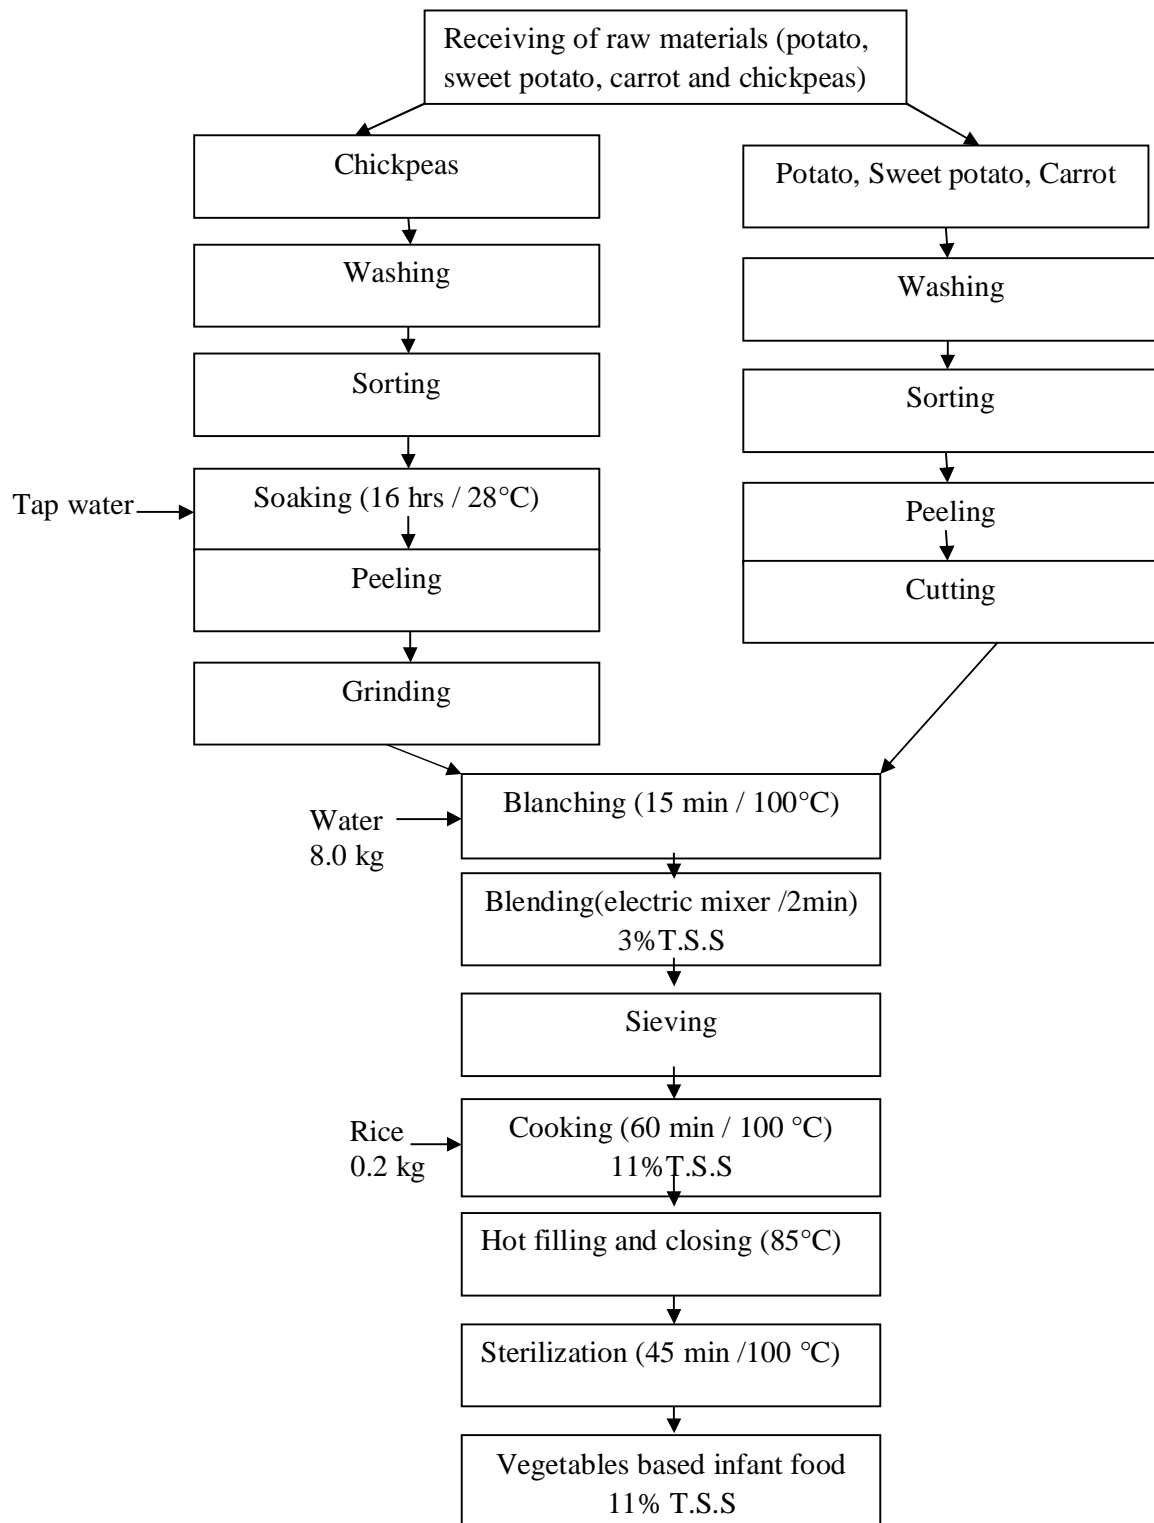 Receiving of raw materials (potato,
sweet potato, carrot and chickpeas)
Chickpeas
Potato, Sweet potato, Carrot
Washing
Washing
Sorting
Sorting
Tap water
Soaking (16 hrs / 28°C)
Peeling
Peeling
Cutting
Grinding
Blanching (15 min / 100°C)
Water
8.0 kg
Blending(electric mixer /2min)
3%T.S.S
Sieving
Rice
0.2 kg
Cooking (60 min / 100 °C)
11%T.S.S
Hot filling and closing (85°C)
Sterilization (45 min /100 °C)
Vegetables based infant food
11% T.S.S